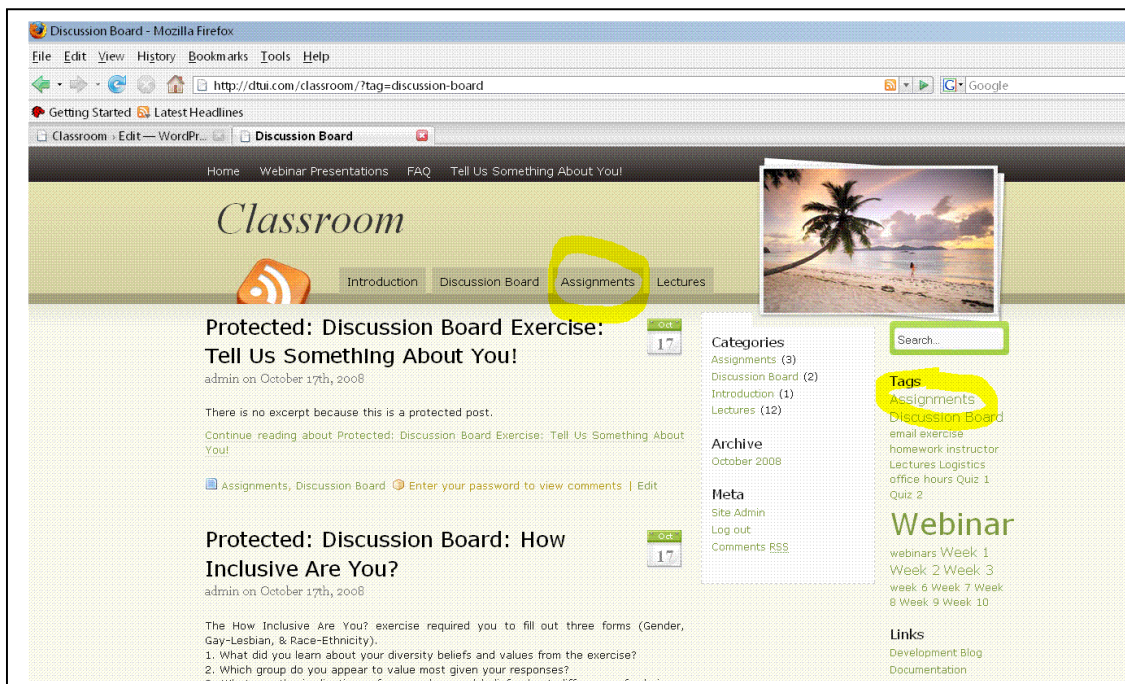 Discussion Board - Mozilla Firefox
File Edit View History Bookmarks Tools Help
http://dtui.com/classroom/?tag=discussion-board
Google
Getting Started Latest Headlines
Classroom › Edit — WordPr...
Discussion Board
Home Webinar Presentations FAQ Tell Us Something About You!
Classroom
Introduction Discussion Board Assignments Lectures
Protected: Discussion Board Exercise:
Tell Us SomethIng About You!
Oct
17
admin on October 17th, 2008
There is no excerpt because this is a protected post.
Continue reading about Protected: Discussion Board Exercise: Tell Us Something About
You!
Assignments, Discussion Board Enter your password to view comments | Edit
Protected: Discussion Board: How
Inclusive Are You?
Oct
17
admin on October 17th, 2008
The How Inclusive Are You? exercise required you to fill out three forms (Gender,
Gay-Lesbian, & Race-Ethnicity).
1. What did you learn about your diversity beliefs and values from the exercise?
2. Which group do you appear to value most given your responses?
Categories
Assignments (3)
Discussion Board (2)
Introduction (1)
Lectures (12)
Archive
October 2008
Meta
Site Admin
Log out
Comments RSS
Search...
Tags
Assignments
Discussion Board
email exercise
homework instructor
Lectures Logistics
office hours Quiz 1
Quiz 2
Webinar
webinars Week 1
Week 2 Week 3
week 6 Week 7 Week
8 Week 9 Week 10
Links
Development Blog
Documentation